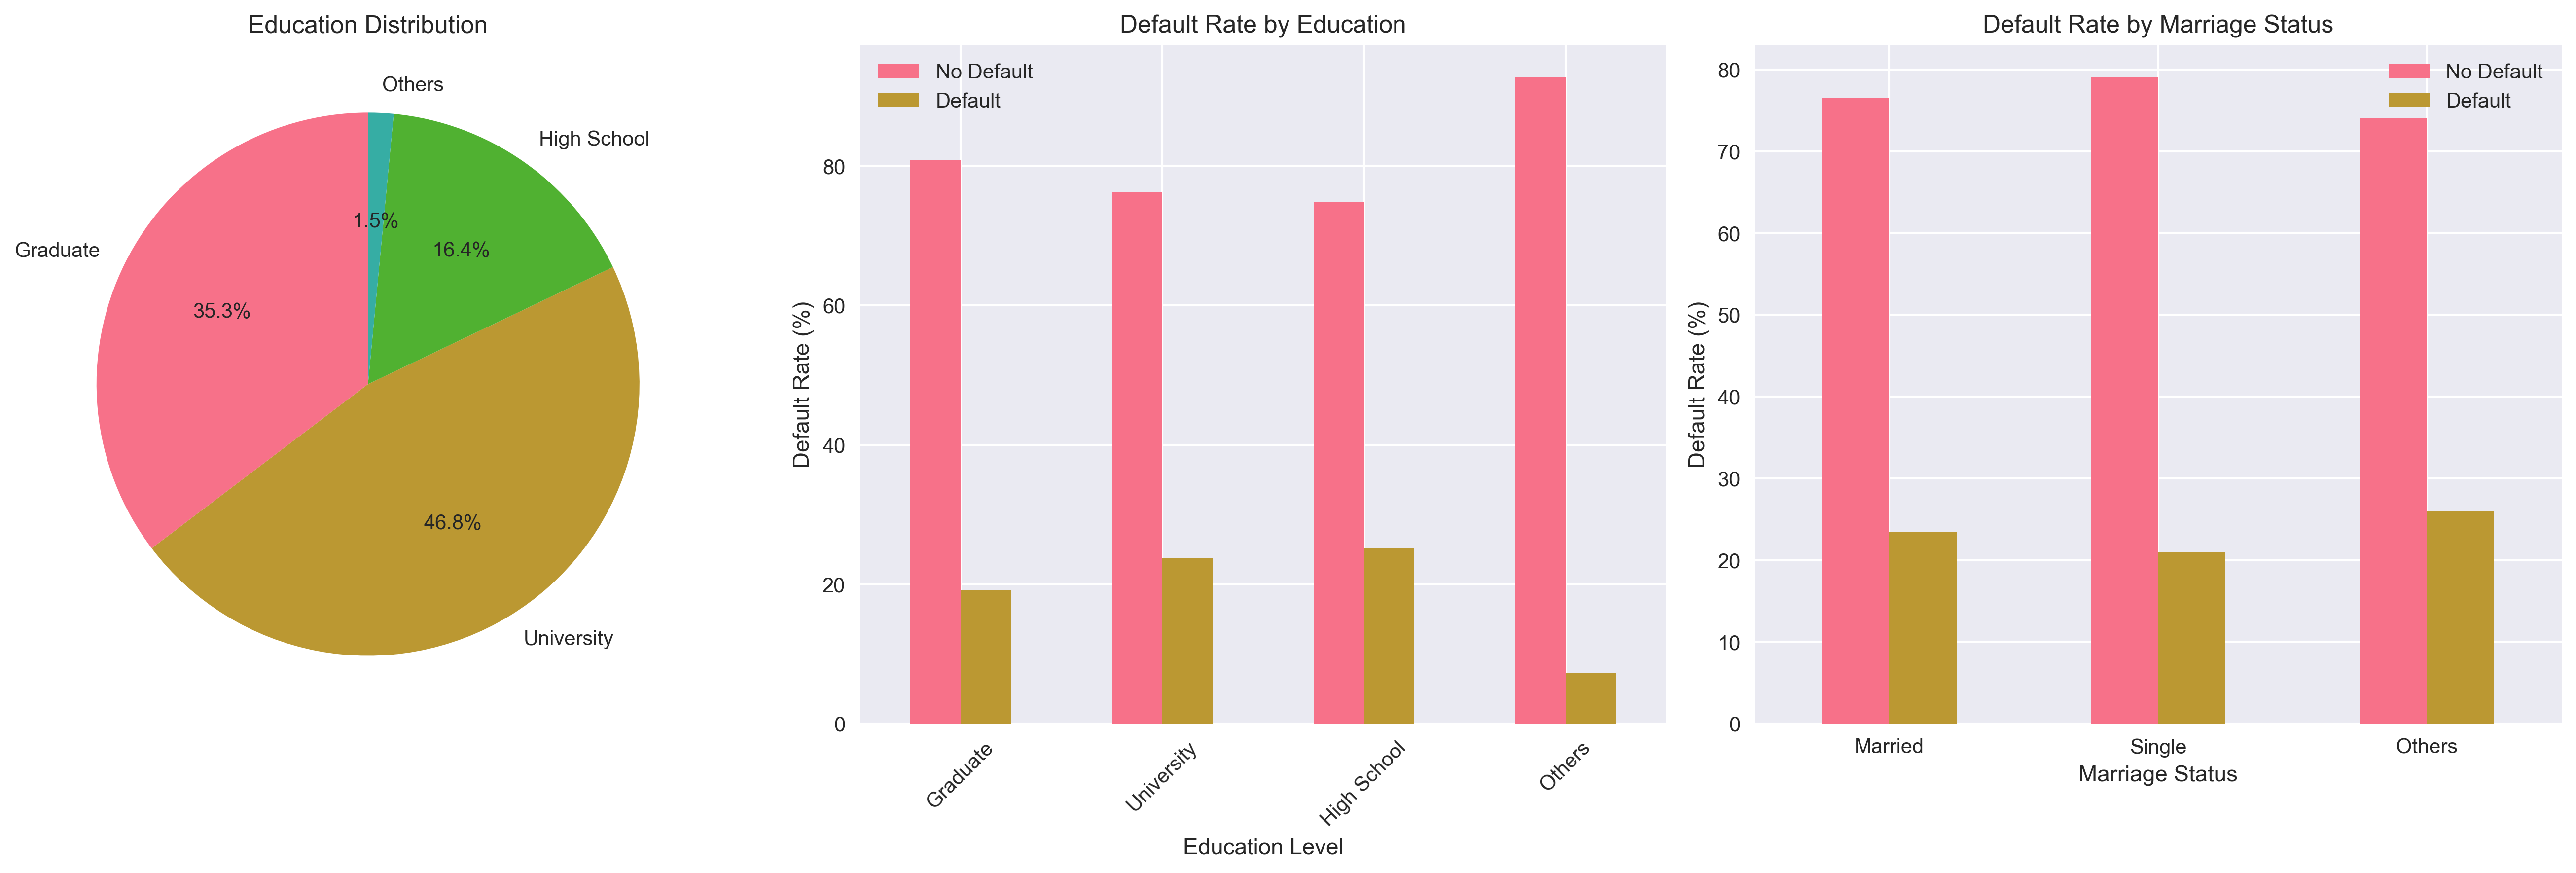 Education Distribution
Others
High School
Graduate
University
1.5%
16.4%
35.3%
46.8%
Default Rate by Education
No Default
Default
Default Rate (%)
80
60
40
20
0
Graduate
University
High School
Others
Education Level
Default Rate by Marriage Status
No Default
Default
Default Rate (%)
80
70
60
50
40
30
20
10
0
Married
Single
Others
Marriage Status